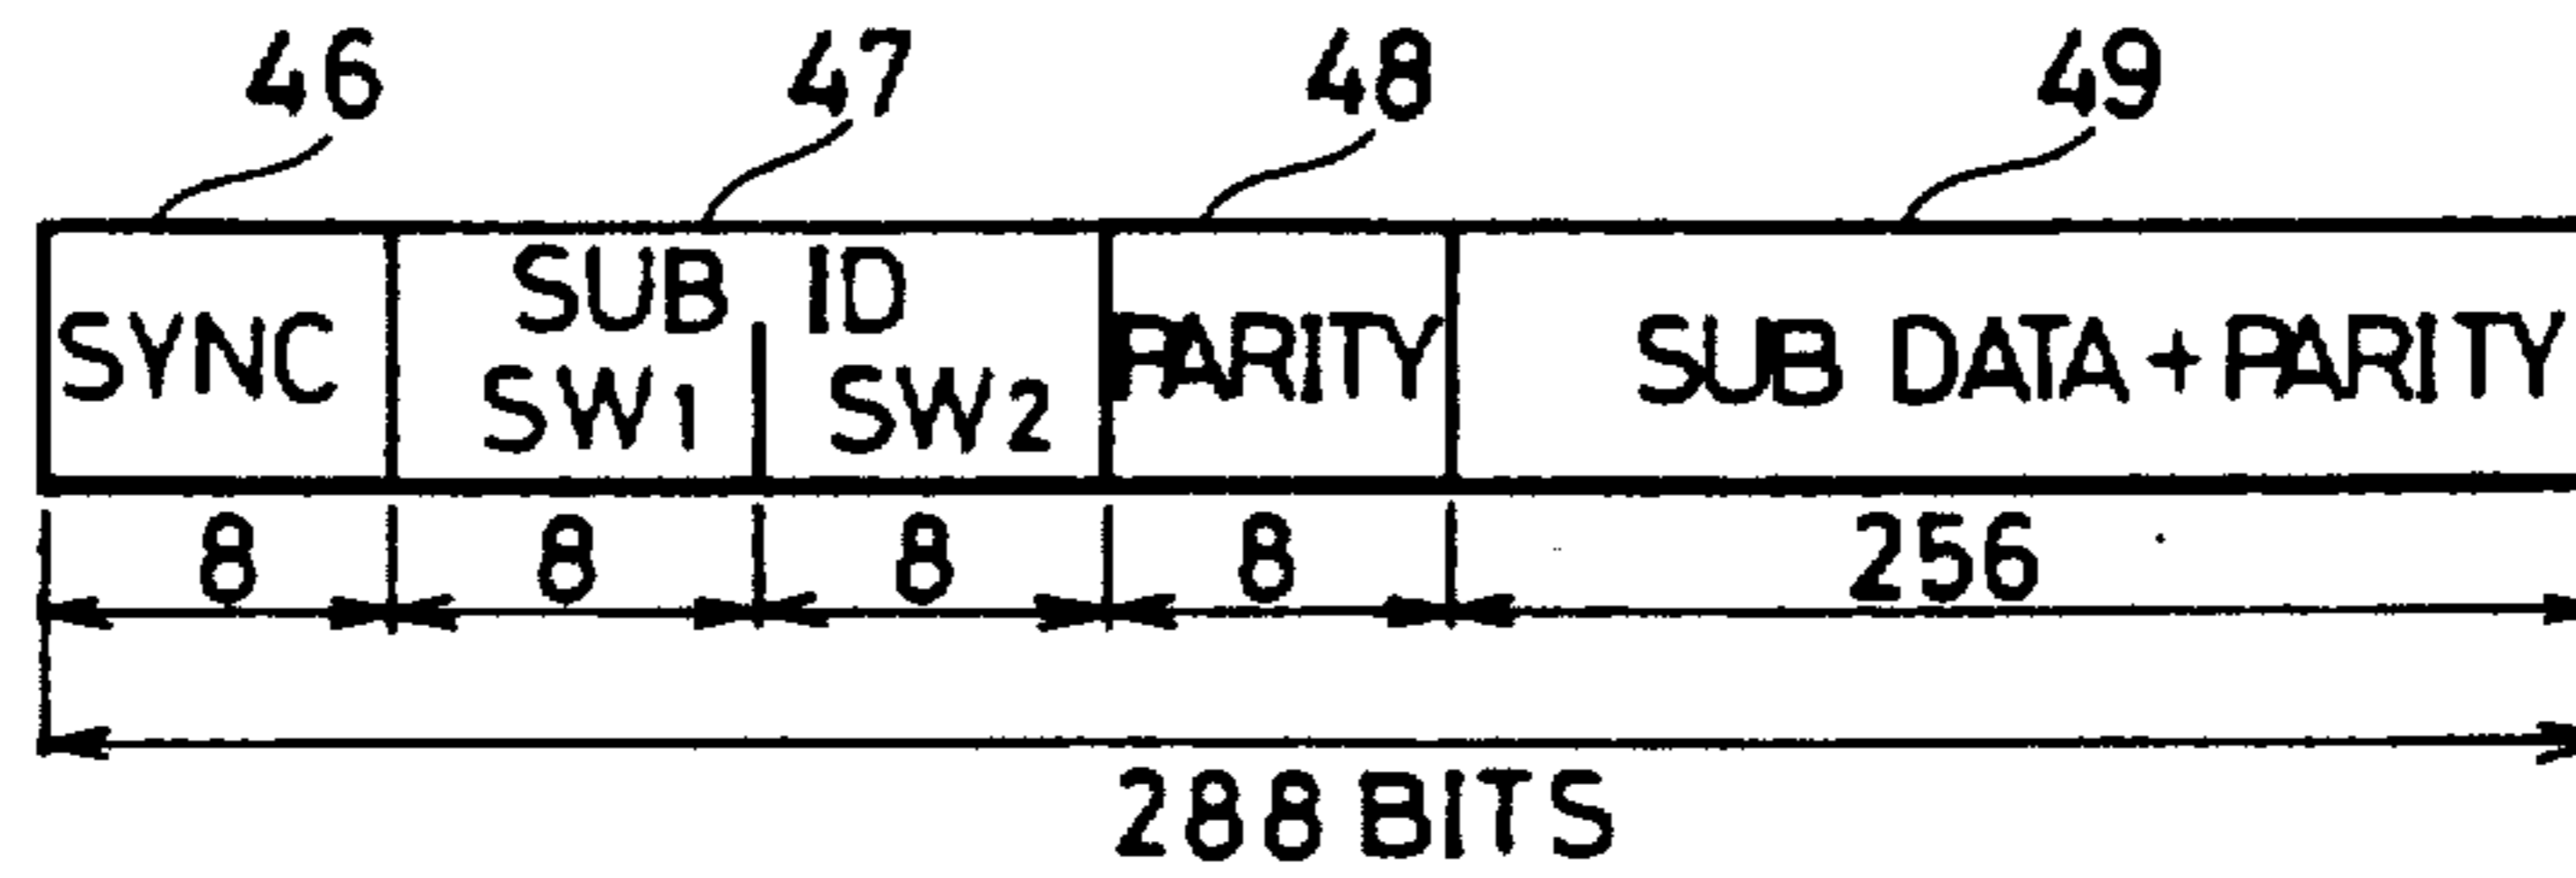 46 47 48 49
SYNC SUB ID SW1 SW2 PARITY SUB DATA + PARITY
8 8 8 8 256
288 BITS